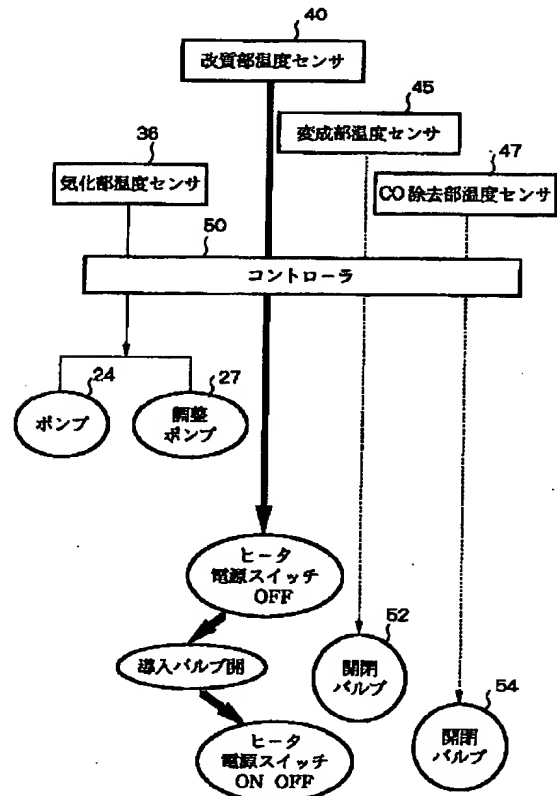 40
改質部温度センサ
45
変成部温度センサ
36
気化部温度センサ
47
CO 除去部温度センサ
50
コントローラ
24
ポンプ
27
調整
ポンプ
ヒータ
電源スイッチ
OFF
導入バルブ開
52
開閉
バルブ
54
開閉
バルブ
ヒータ
電源スイッチ
ON OFF